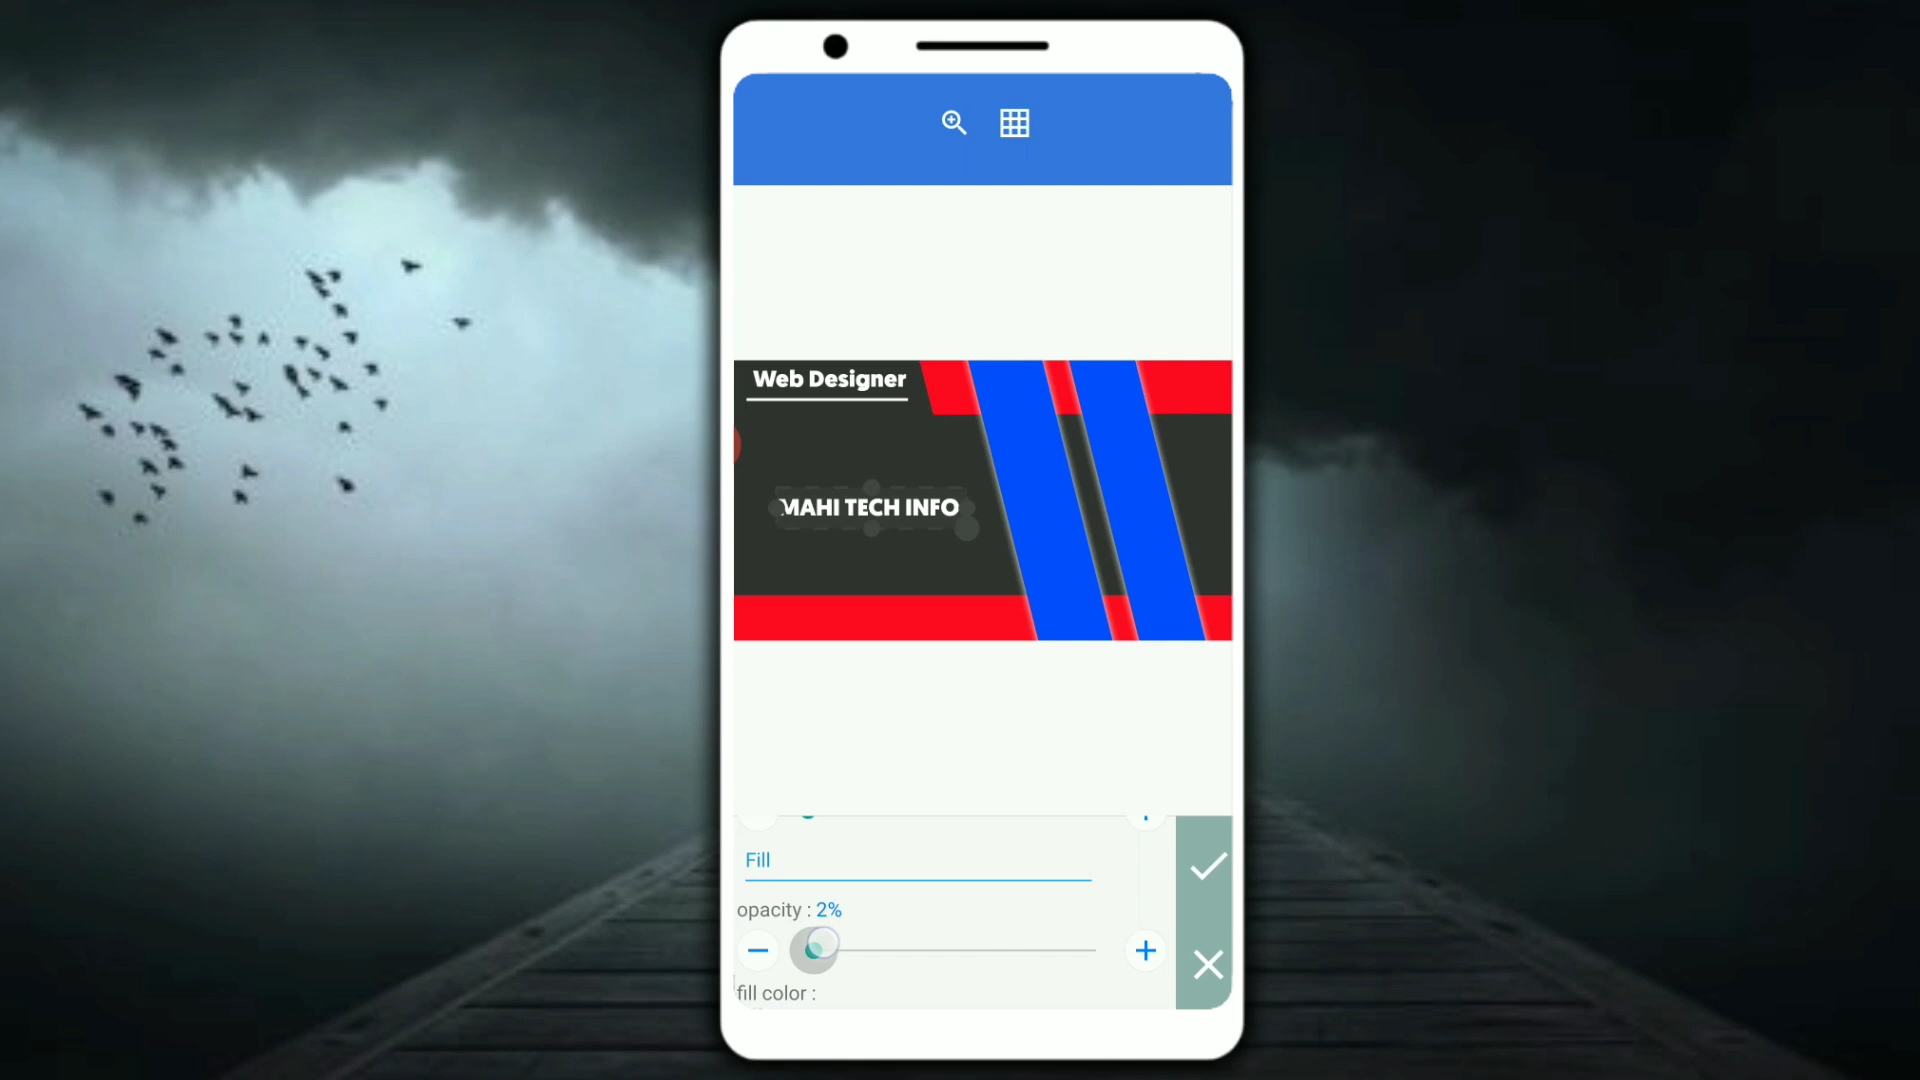 Web Designer
MAHI TECH INFO
Fill
opacity : 2%
fill color :